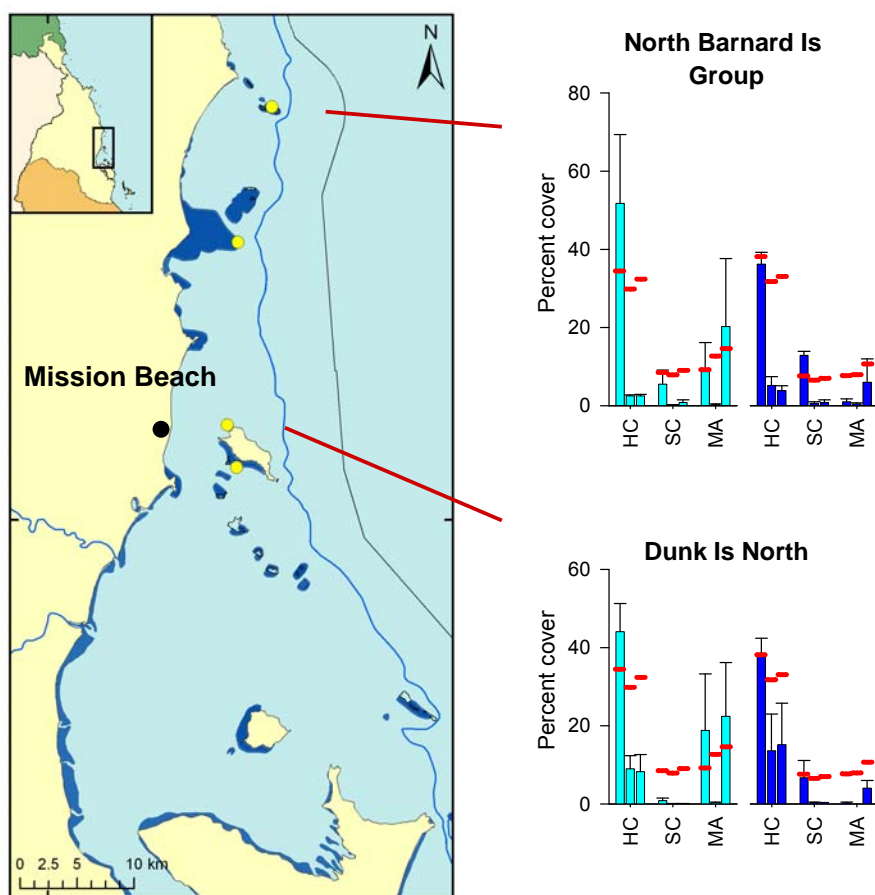 N
Mission Beach
0 2.5 5 10 km
North Barnard Is
Group
Percent cover
80
60
40
20
0
HC
SC
MA
HC
SC
MA
Dunk Is North
Percent cover
60
40
20
0
HC
SC
MA
HC
SC
MA